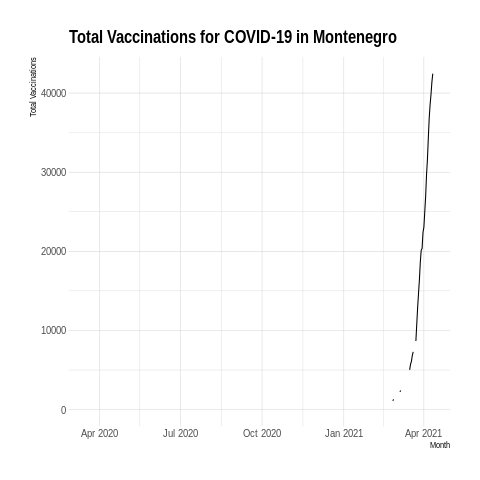 Total Vaccinations for COVID-19 in Montenegro
Total Vaccinations
40000
30000
20000
10000
0
Apr 2020 Jul 2020 Oct 2020 Jan 2021 Apr 2021
Month